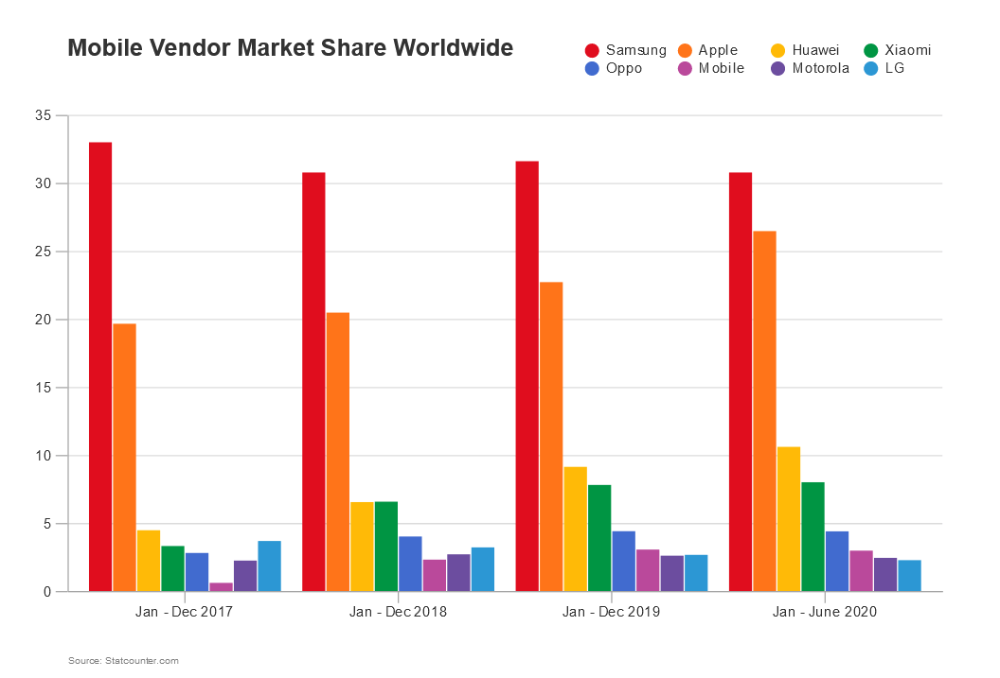 Mobile Vendor Market Share Worldwide
Samsung Apple Huawei Xiaomi
Oppo Mobile Motorola LG
35
30
25
20
15
10
5
0
Jan - Dec 2017 Jan - Dec 2018 Jan - Dec 2019 Jan - June 2020
Source: Statcounter.com